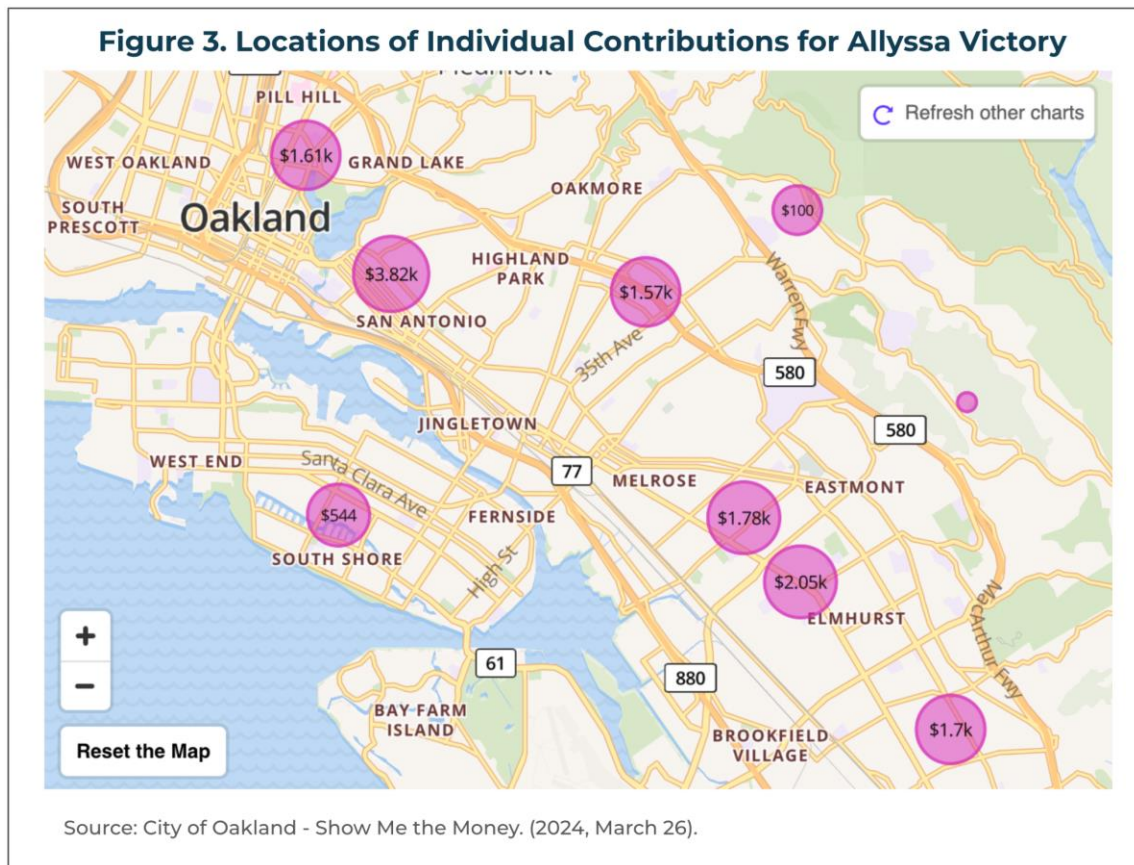 Figure 3. Locations of Individual Contributions for Allyssa Victory
PILL HILL
Refresh other charts
$1.61k
WEST OAKLAND
GRAND LAKE
OAKMORE
SOUTH
PRESCOTT
Oakland
$100
HIGHLAND
PARK
$3.82k
$1.57k
Warren Fwy
SAN ANTONIO
35th Ave
580
JINGLETOWN
580
WEST END
Santa Clara Ave
77
MELROSE
EASTMONT
$544
FERNSIDE
$1.78k
SOUTH SHORE
High St
$2.05k
ELMHURST
MacArthur Fwy
+
61
880
−
BAY FARM
ISLAND
$1.7k
BROOKFIELD
VILLAGE
Reset the Map
Source: City of Oakland - Show Me the Money. (2024, March 26).